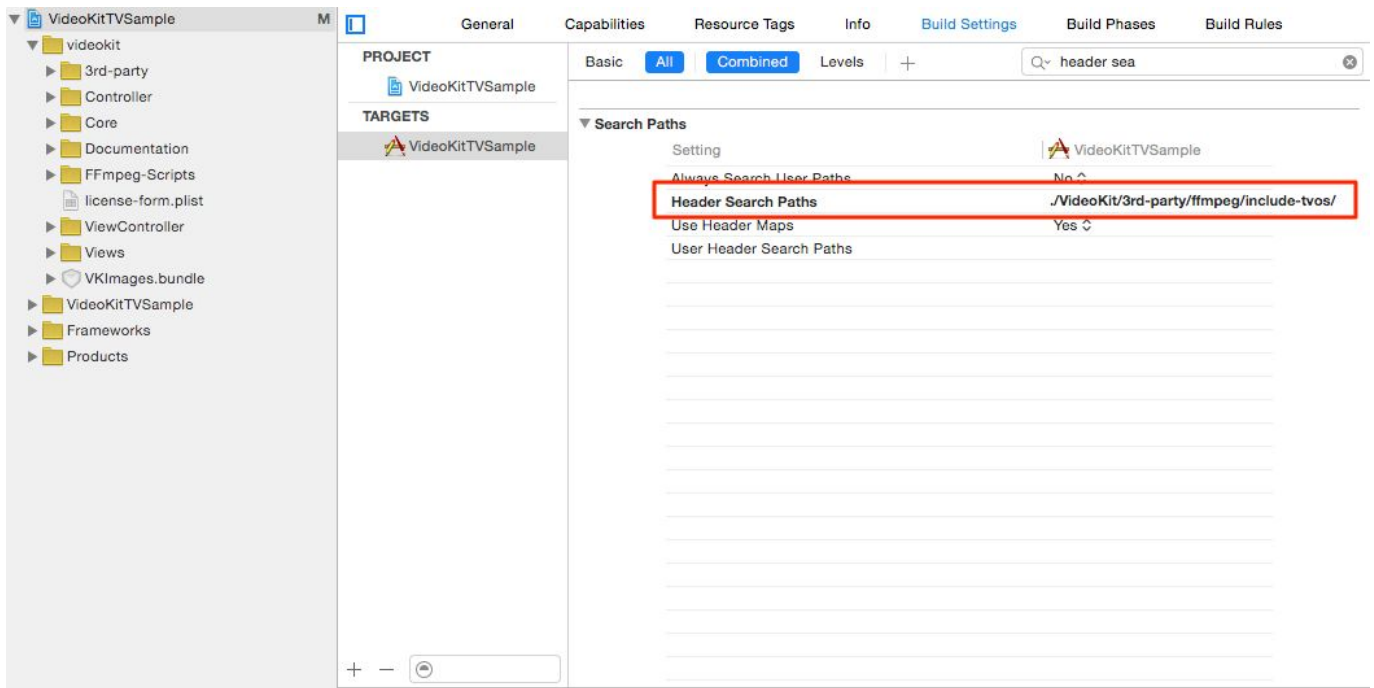 VideoKitTVSample M
videokit
3rd-party
Controller
Core
Documentation
FFmpeg-Scripts
license-form.plist
ViewController
Views
VKImages.bundle
VideoKitTVSample
Frameworks
Products
General Capabilities Resource Tags Info Build Settings Build Phases Build Rules
PROJECT
VideoKitTVSample
TARGETS
VideoKitTVSample
Basic All Combined Levels + header sea
Search Paths
Setting VideoKitTVSample
Always Search User Paths No
Header Search Paths ./VideoKit/3rd-party/ffmpeg/include-tvos/
Use Header Maps Yes
User Header Search Paths